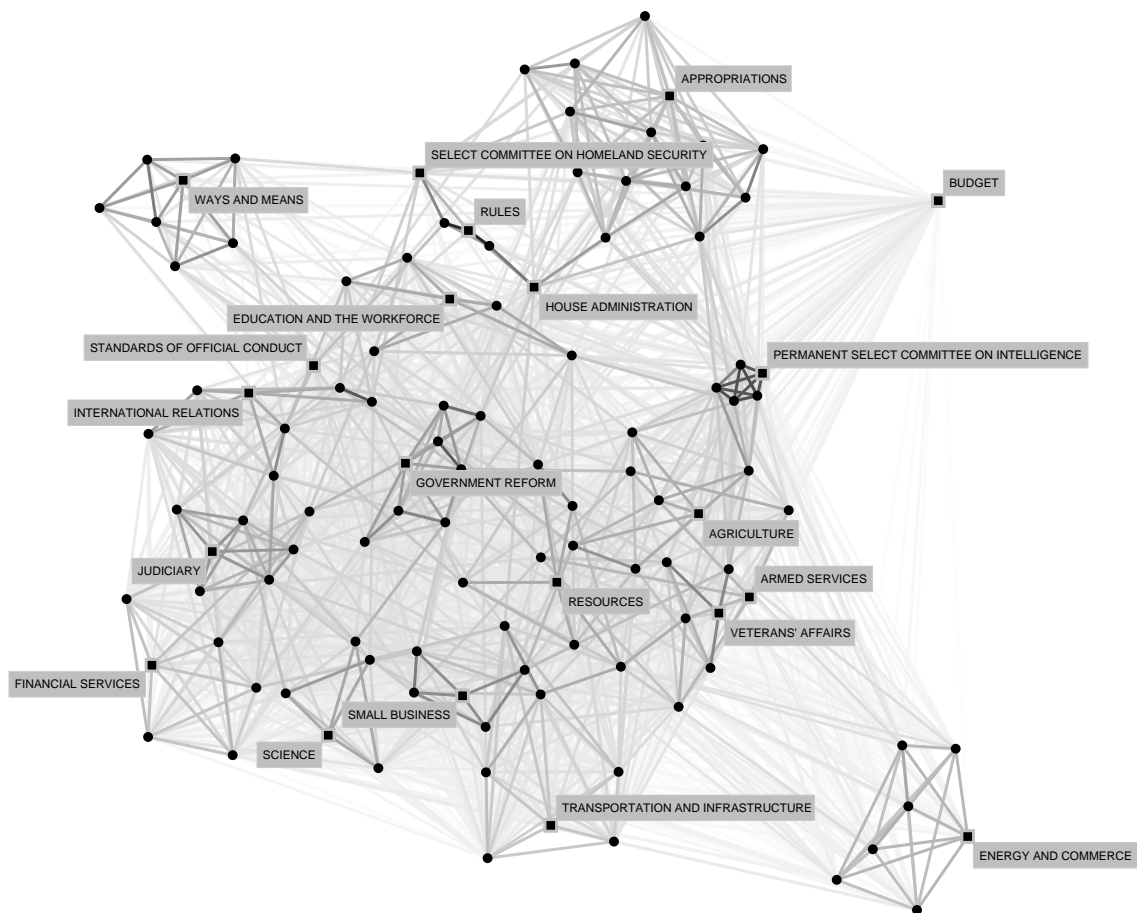 APPROPRIATIONS
SELECT COMMITTEE ON HOMELAND SECURITY
BUDGET
WAYS AND MEANS
RULES
HOUSE ADMINISTRATION
EDUCATION AND THE WORKFORCE
STANDARDS OF OFFICIAL CONDUCT
PERMANENT SELECT COMMITTEE ON INTELLIGENCE
INTERNATIONAL RELATIONS
GOVERNMENT REFORM
AGRICULTURE
JUDICIARY
ARMED SERVICES
RESOURCES
VETERANS' AFFAIRS
FINANCIAL SERVICES
SMALL BUSINESS
SCIENCE
TRANSPORTATION AND INFRASTRUCTURE
ENERGY AND COMMERCE